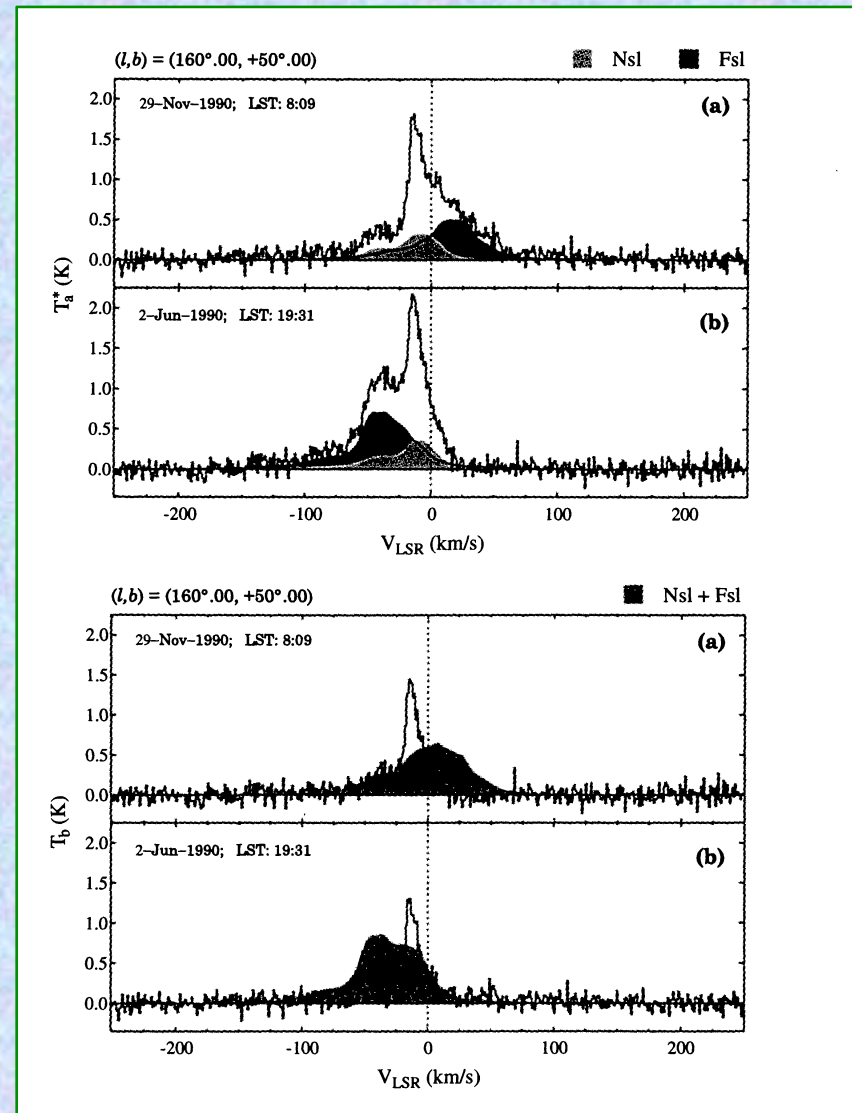 (l,b) = (160°.00, +50°.00) Nsl Fsl
29–Nov–1990; LST: 8:09 (a)
2.0
1.5
1.0
0.5
0.0
T*a (K)
2–Jun–1990; LST: 19:31 (b)
2.0
1.5
1.0
0.5
0.0
-200 -100 0 100 200
VLSR (km/s)
(l,b) = (160°.00, +50°.00) Nsl + Fsl
29–Nov–1990; LST: 8:09 (a)
2.0
1.5
1.0
0.5
0.0
Tb (K)
2–Jun–1990; LST: 19:31 (b)
2.0
1.5
1.0
0.5
0.0
-200 -100 0 100 200
VLSR (km/s)